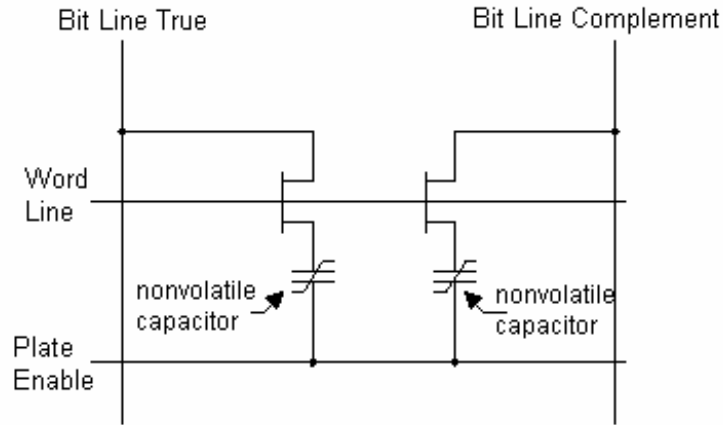 Bit Line True
Bit Line Complement
Word
Line
nonvolatile
capacitor
nonvolatile
capacitor
Plate
Enable